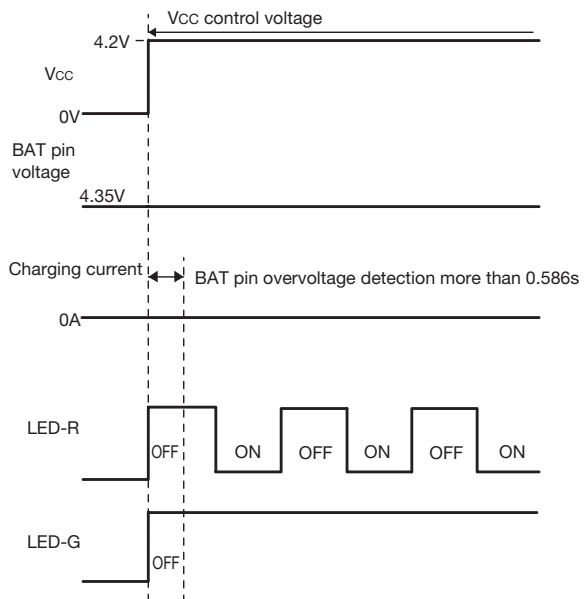 Vcc control voltage
4.2V
Vcc
0V
BAT pin
voltage
4.35V
Charging current
BAT pin overvoltage detection more than 0.586s
0A
LED-R
OFF ON OFF ON OFF ON
LED-G
OFF